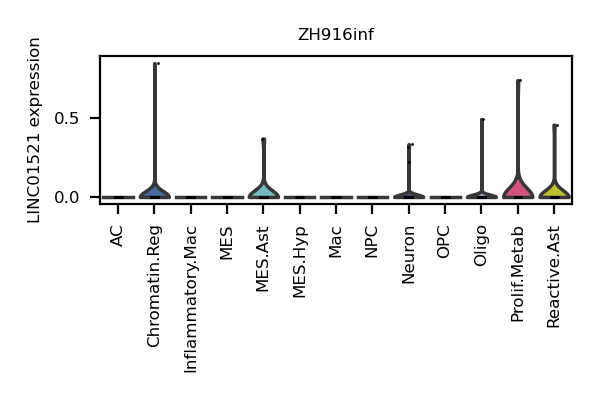 ZH916inf
LINC01521 expression
0.5
0.0
AC
Chromatin.Reg
Inflammatory.Mac
MES
MES.Ast
MES.Hyp
Mac
NPC
Neuron
OPC
Oligo
Prolif.Metab
Reactive.Ast